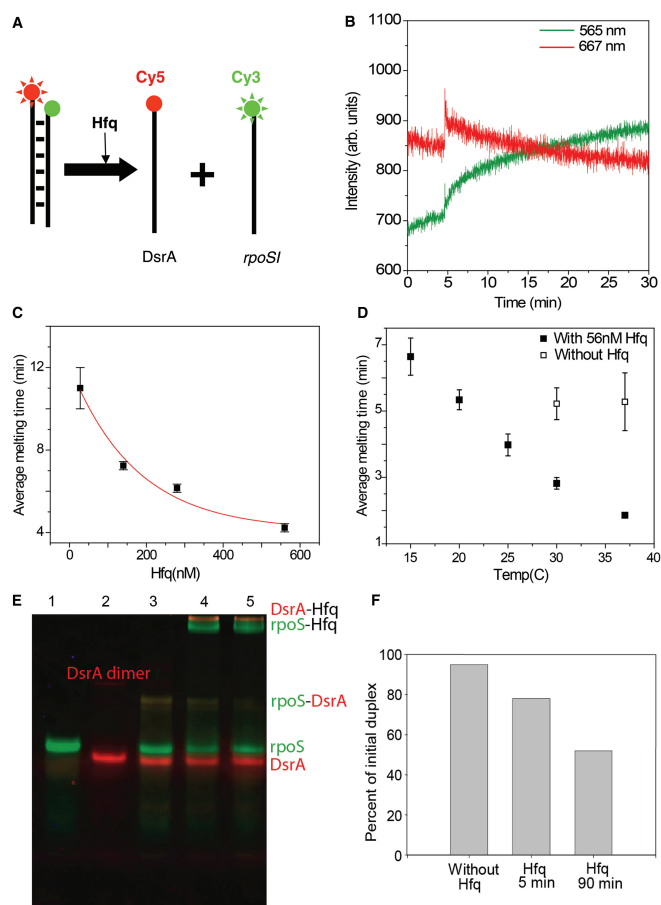 A
Cy5
Cy3
Hfq
DsrA
rpoSI
B
565 nm
667 nm
1100
1000
900
800
700
600
Intensity (arb. units)
0
5
10
15
20
25
30
Time (min)
C
12
8
4
Average melting time (min)
0
200
400
600
Hfq(nM)
D
With 56nM Hfq
Without Hfq
7
5
3
1
Average melting time (min)
15
20
25
30
35
40
Temp(C)
E
1 2 3 4 5
DsrA-Hfq
rpoS-Hfq
DsrA dimer
rpoS-DsrA
rpoS
DsrA
F
100
80
60
40
20
0
Percent of initial duplex
Without Hfq
Hfq 5 min
Hfq 90 min